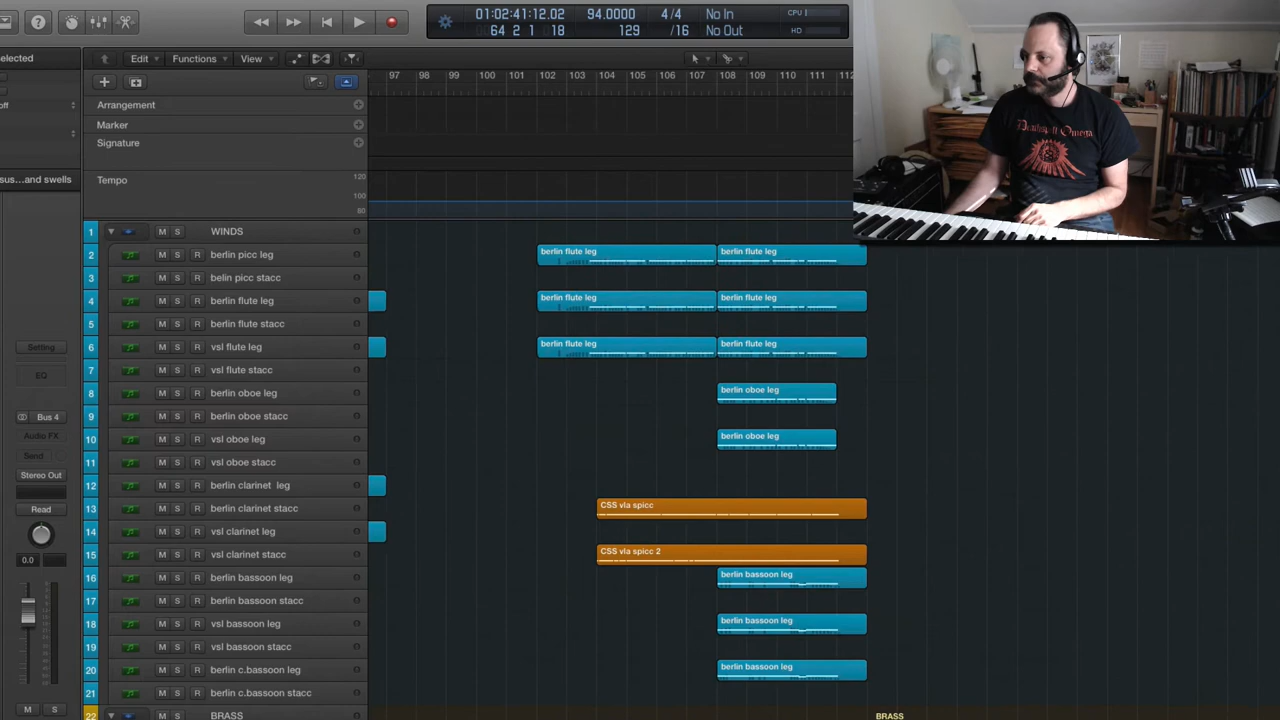 01:02:41:12.02 94.0000 4/4 No In CPU
64 2 1 18 129 /16 No Out HD
elected
Edit Functions View
97 98 99 100 101 102 103 104 105 106 107 108 109 110 111 112
off
Arrangement
Marker
Signature
sus...and swells
Tempo 120
100
80
1 M S WINDS
2 M S R berlin picc leg berlin flute leg berlin flute leg
3 M S R belin picc stacc
4 M S R berlin flute leg berlin flute leg berlin flute leg
5 M S R berlin flute stacc
6 M S R vsl flute leg berlin flute leg berlin flute leg
Setting
7 M S R vsl flute stacc
EQ
8 M S R berlin oboe leg berlin oboe leg
9 M S R berlin oboe stacc
Bus 4
Audio FX
10 M S R vsl oboe leg berlin oboe leg
Send
11 M S R vsl oboe stacc
Stereo Out
12 M S R berlin clarinet leg
Read
13 M S R berlin clarinet stacc CSS vla spicc
14 M S R vsl clarinet leg
0.0
15 M S R vsl clarinet stacc CSS vla spicc 2
16 M S R berlin bassoon leg berlin bassoon leg
17 M S R berlin bassoon stacc
18 M S R vsl bassoon leg berlin bassoon leg
19 M S R vsl bassoon stacc
20 M S R berlin c.bassoon leg berlin bassoon leg
21 M S R berlin c.bassoon stacc
M S
22 M S BRASS BRASS